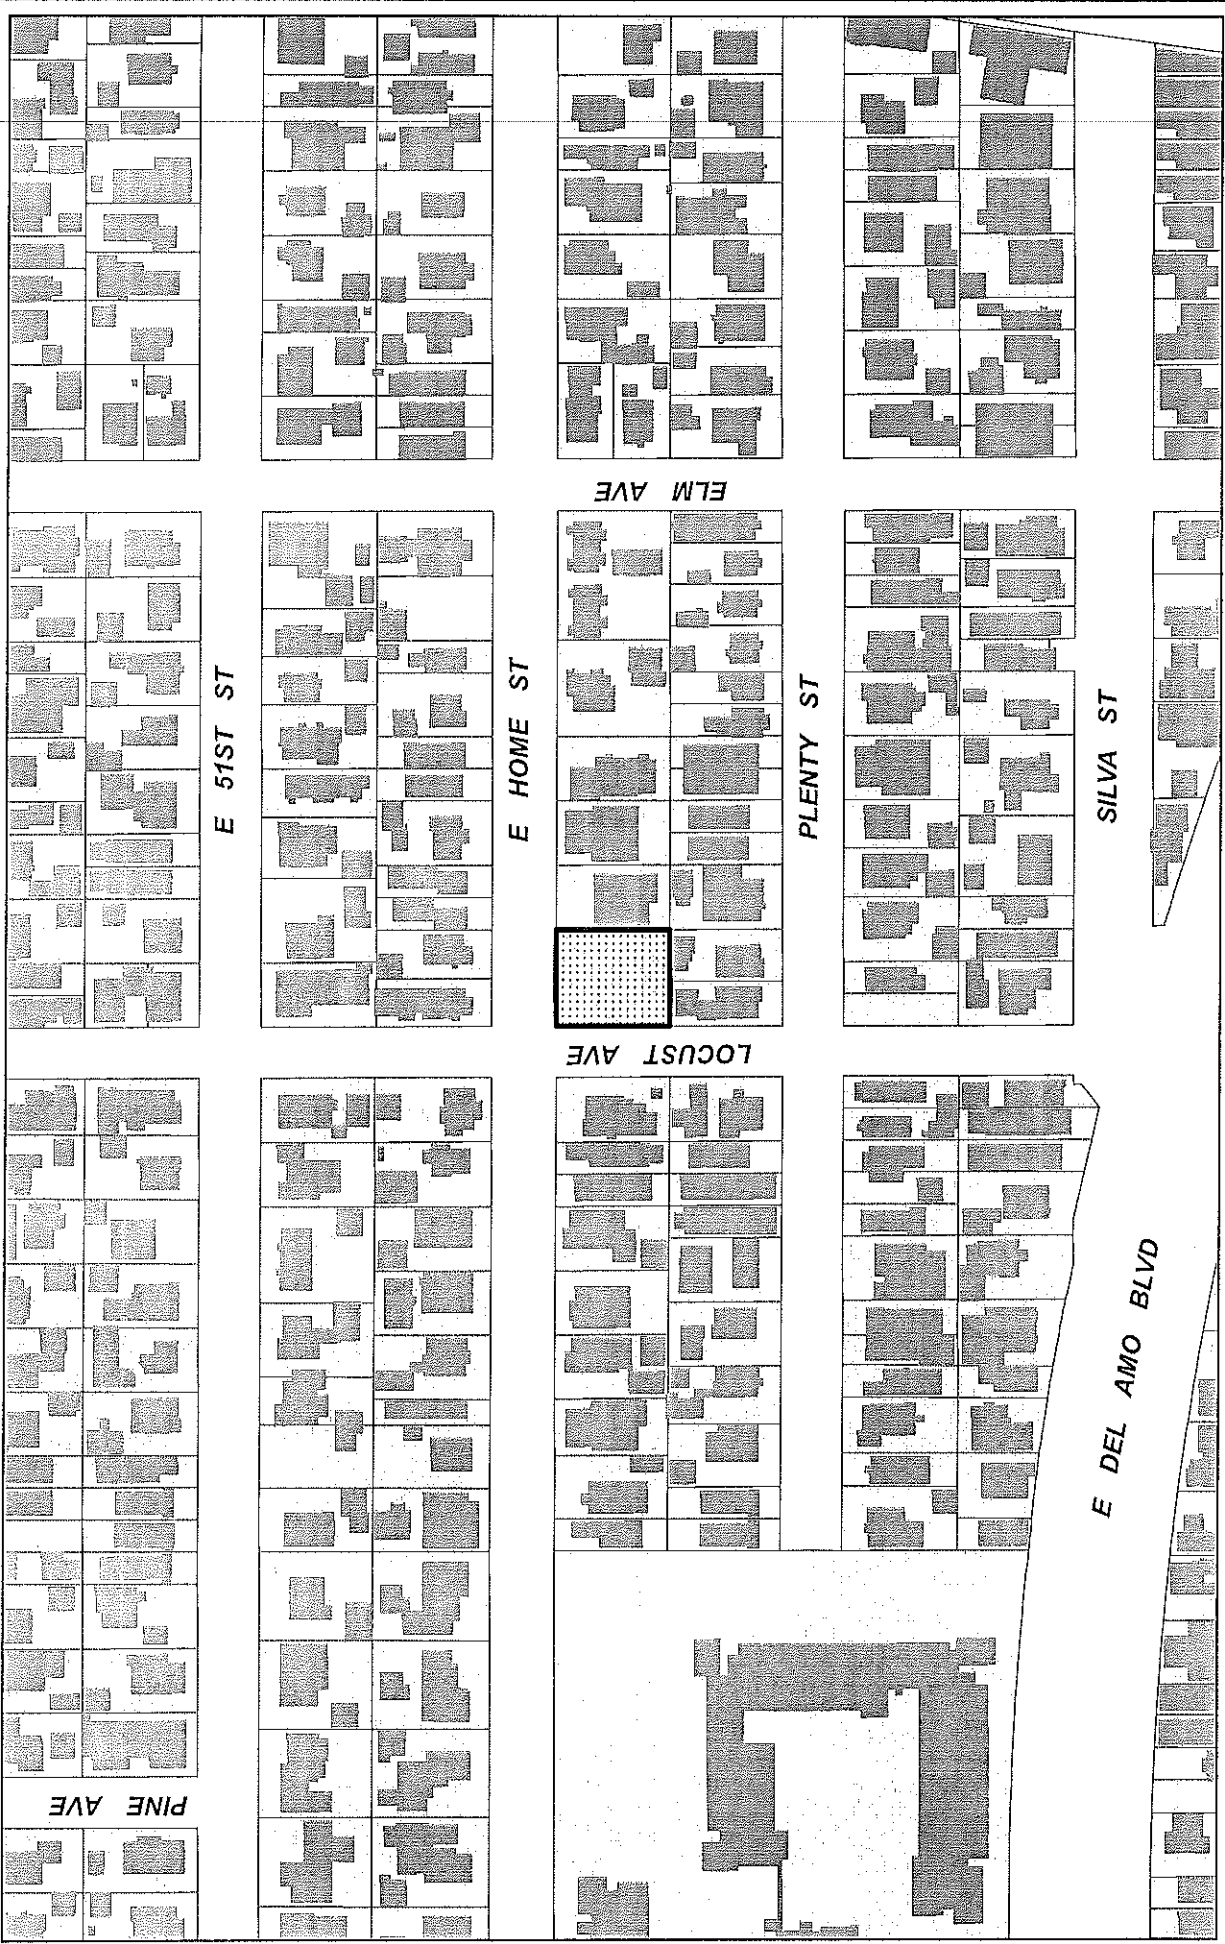 ELM AVE
E 51ST ST
E HOME ST
PLENTY ST
SILVA ST
LOCUST AVE
E DEL AMO BLVD
PINE AVE